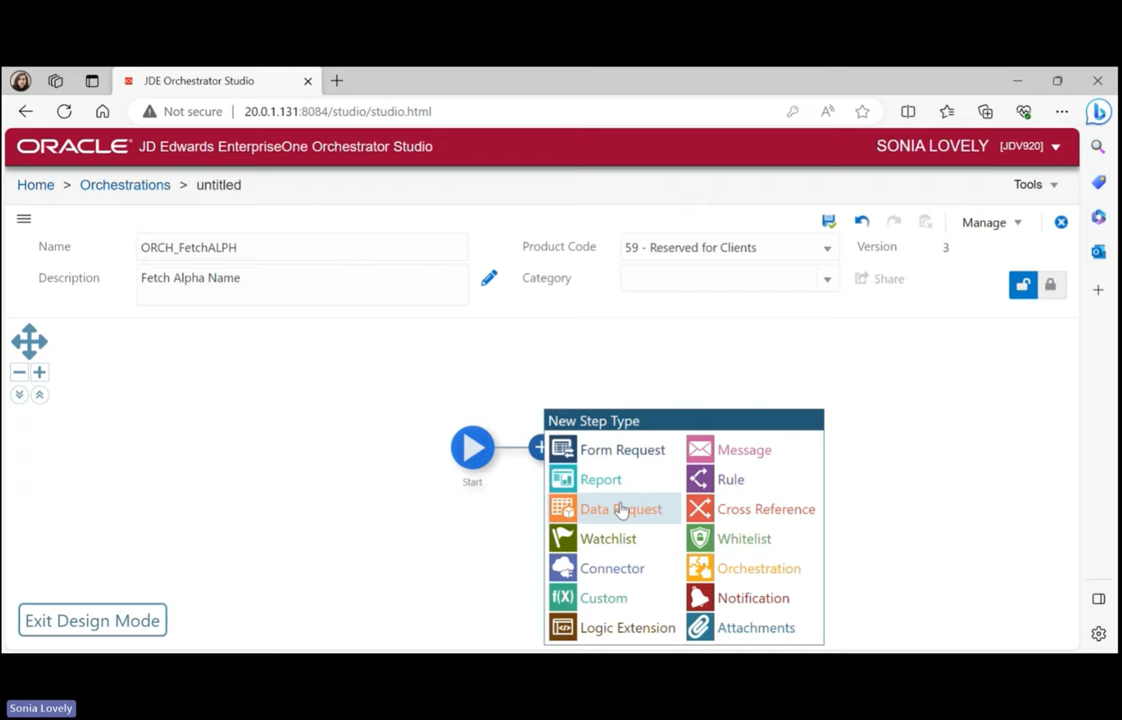 JDE Orchestrator Studio
Not secure 20.0.1.131:8084/studio/studio.html
ORACLE JD Edwards EnterpriseOne Orchestrator Studio SONIA LOVELY [JDV920]
Home > Orchestrations > untitled Tools
Manage
Name ORCH_FetchALPH Product Code 59 - Reserved for Clients Version 3
Description Fetch Alpha Name Category Share
New Step Type
Form Request Message
Report Rule
Data Request Cross Reference
Watchlist Whitelist
Start
Connector Orchestration
f(X) Custom Notification
Logic Extension Attachments
Exit Design Mode
Sonia Lovely